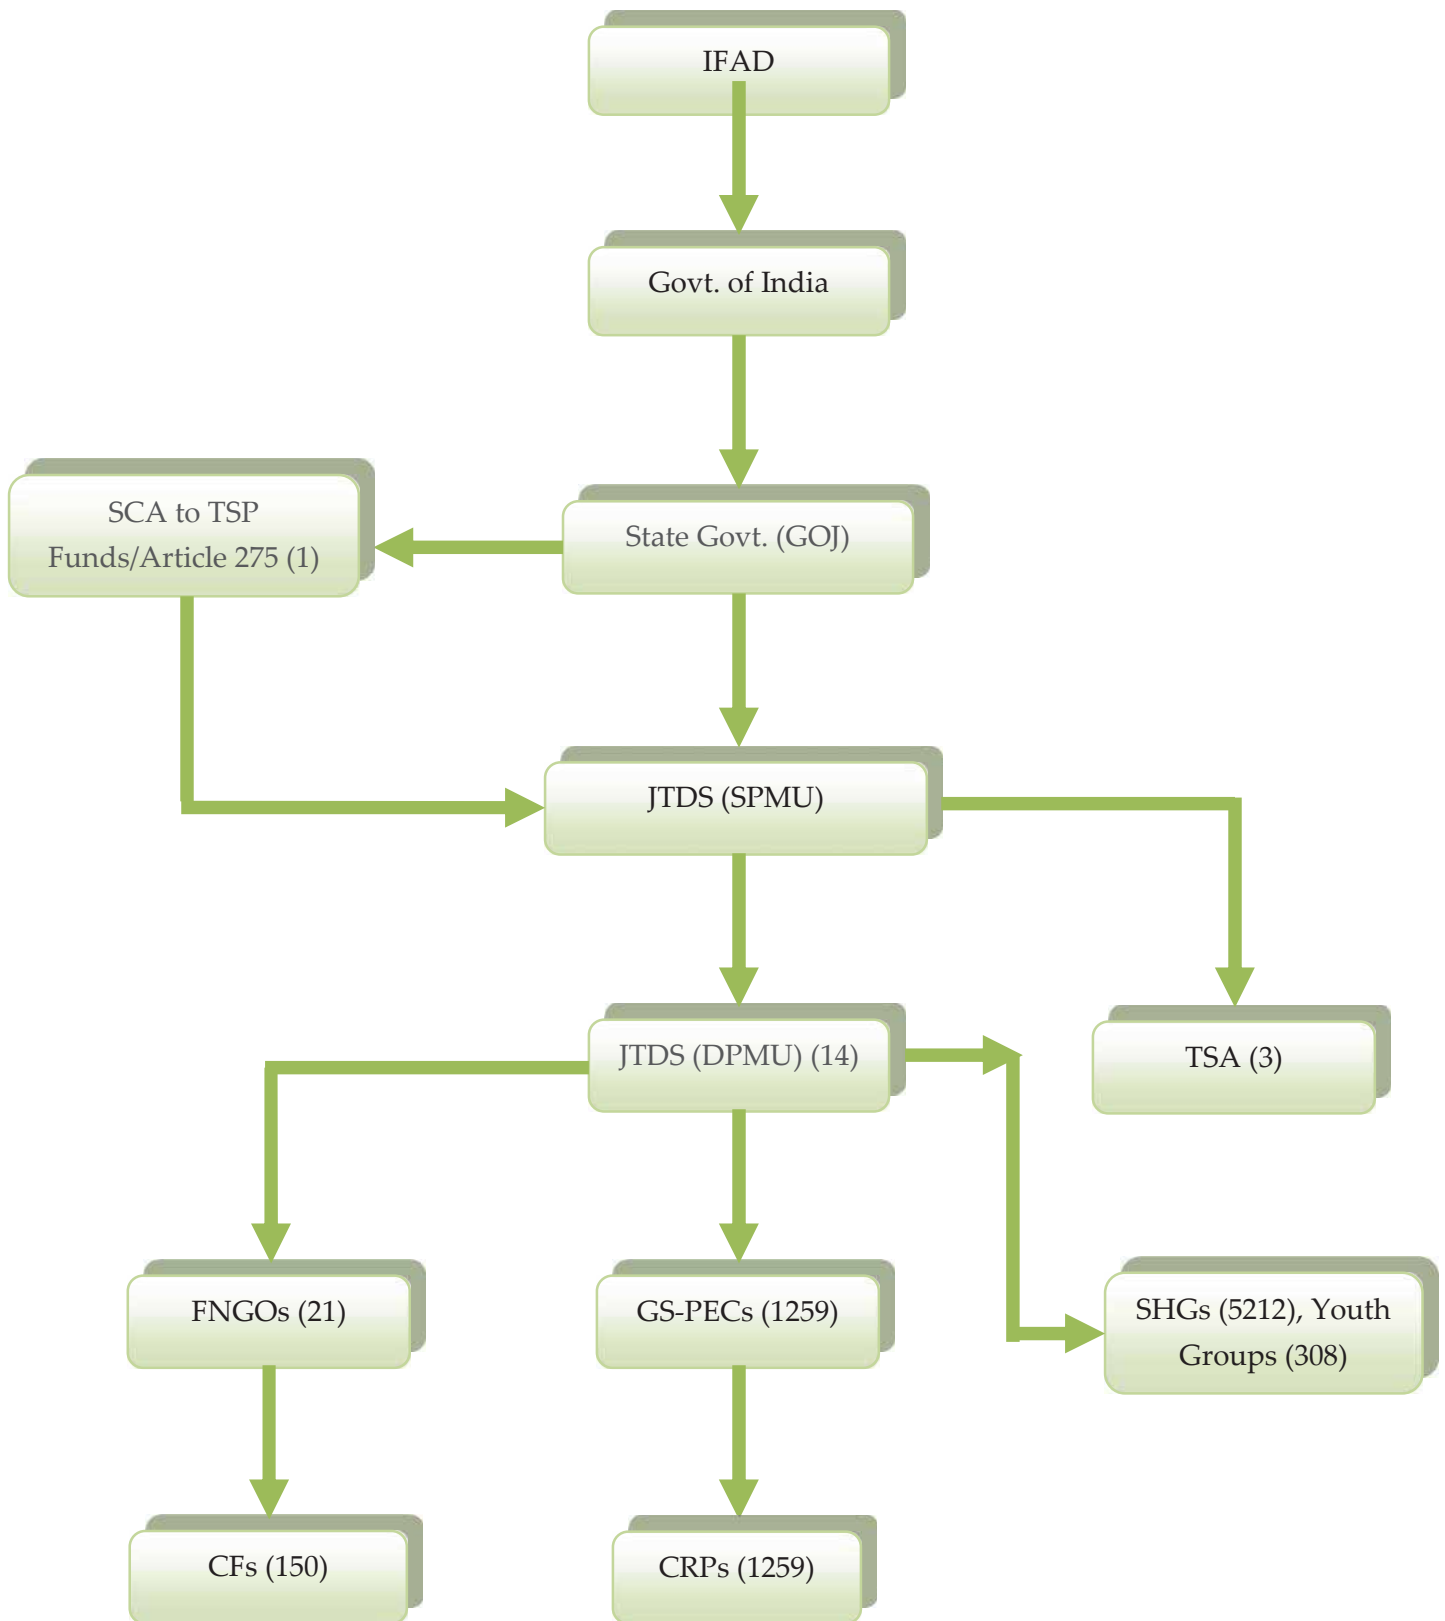 IFAD
Govt. of India
SCA to TSP
Funds/Article 275 (1)
State Govt. (GOJ)
JTDS (SPMU)
JTDS (DPMU) (14)
TSA (3)
FNGOs (21)
GS-PECs (1259)
SHGs (5212), Youth
Groups (308)
CFs (150)
CRPs (1259)